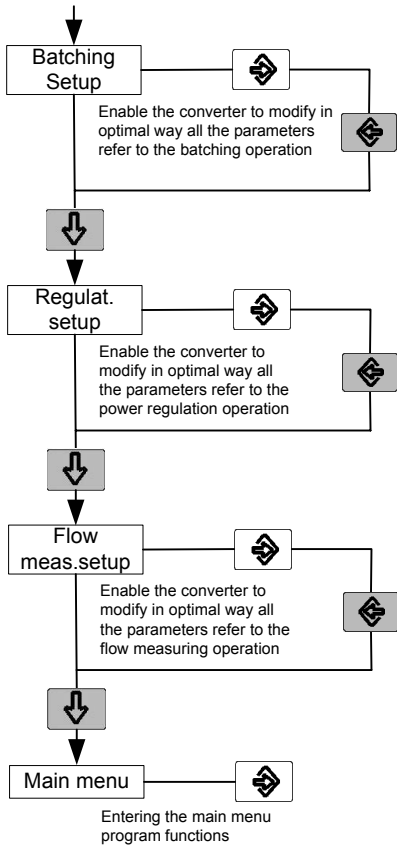 Batching
Setup
Enable the converter to modify in
optimal way all the parameters
refer to the batching operation
Regulat.
setup
Enable the converter to
modify in optimal way all
the parameters refer to the
power regulation operation
Flow
meas.setup
Enable the converter to
modify in optimal way all
the parameters refer to the
flow measuring operation
Main menu
Entering the main menu
program functions